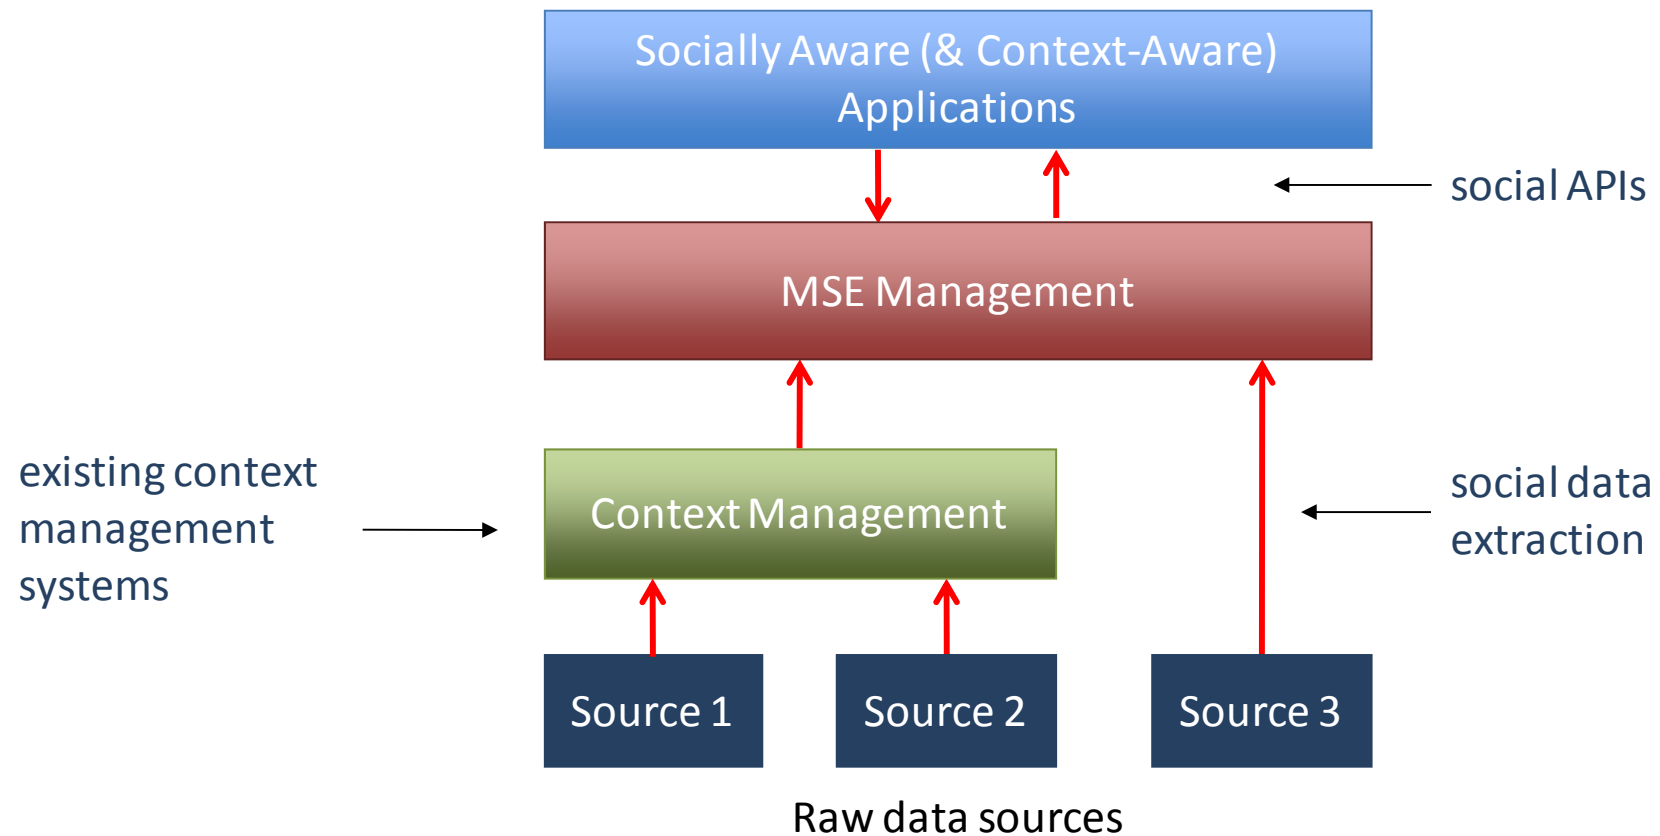 Socially Aware (& Context-Aware)
Applications
social APIs
MSE Management
existing context
management
systems
Context Management
social data
extraction
Source 1
Source 2
Source 3
Raw data sources